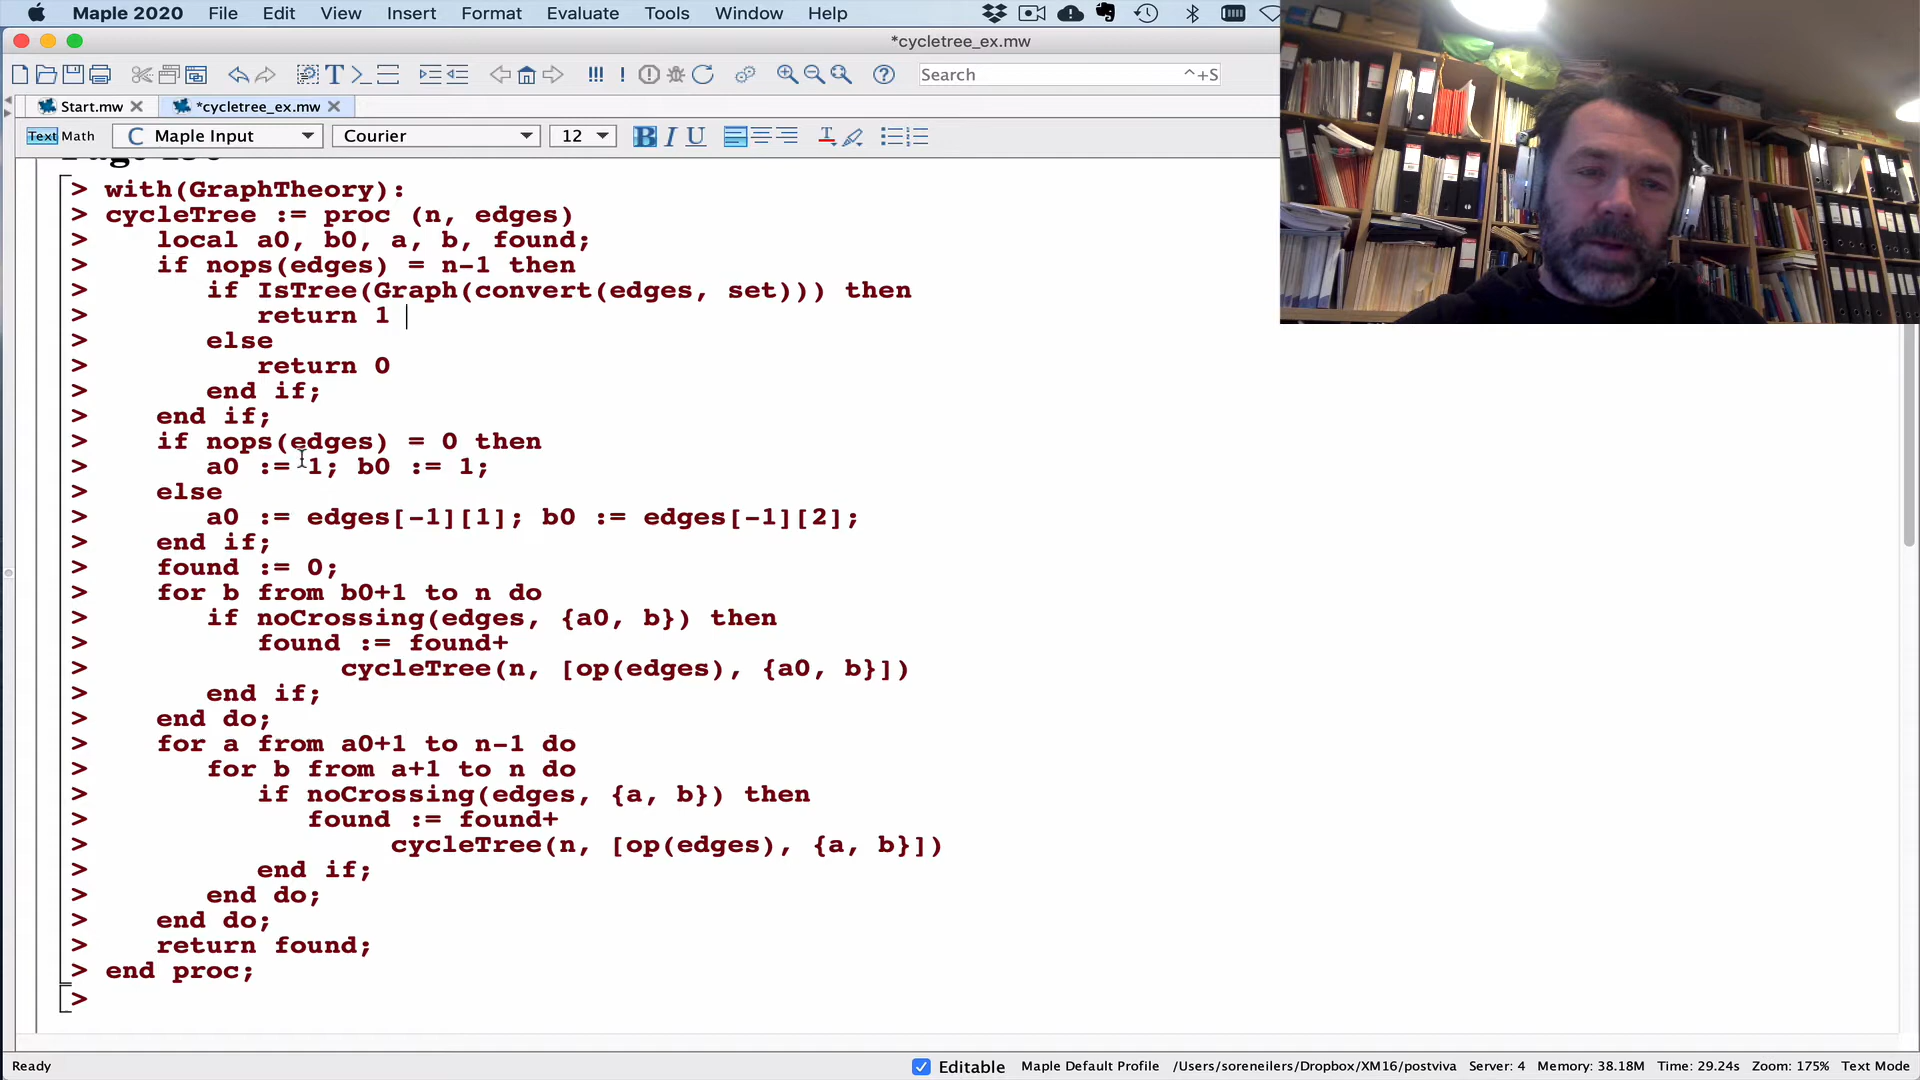 Maple 2020 File Edit View Insert Format Evaluate Tools Window Help
*cycletree_ex.mw
Search ^+S
Start.mw *cycletree_ex.mw
Text Math C Maple Input Courier 12 B I U
> with(GraphTheory):
> cycleTree := proc (n, edges)
> local a0, b0, a, b, found;
> if nops(edges) = n-1 then
> if IsTree(Graph(convert(edges, set))) then
> return 1
> else
> return 0
> end if;
> end if;
> if nops(edges) = 0 then
> a0 := 1; b0 := 1;
> else
> a0 := edges[-1][1]; b0 := edges[-1][2];
> end if;
> found := 0;
> for b from b0+1 to n do
> if noCrossing(edges, {a0, b}) then
> found := found+
> cycleTree(n, [op(edges), {a0, b}])
> end if;
> end do;
> for a from a0+1 to n-1 do
> for b from a+1 to n do
> if noCrossing(edges, {a, b}) then
> found := found+
> cycleTree(n, [op(edges), {a, b}])
> end if;
> end do;
> end do;
> return found;
> end proc;
>
Ready Editable Maple Default Profile /Users/soreneilers/Dropbox/XM16/postviva Server: 4 Memory: 38.18M Time: 29.24s Zoom: 175% Text Mode